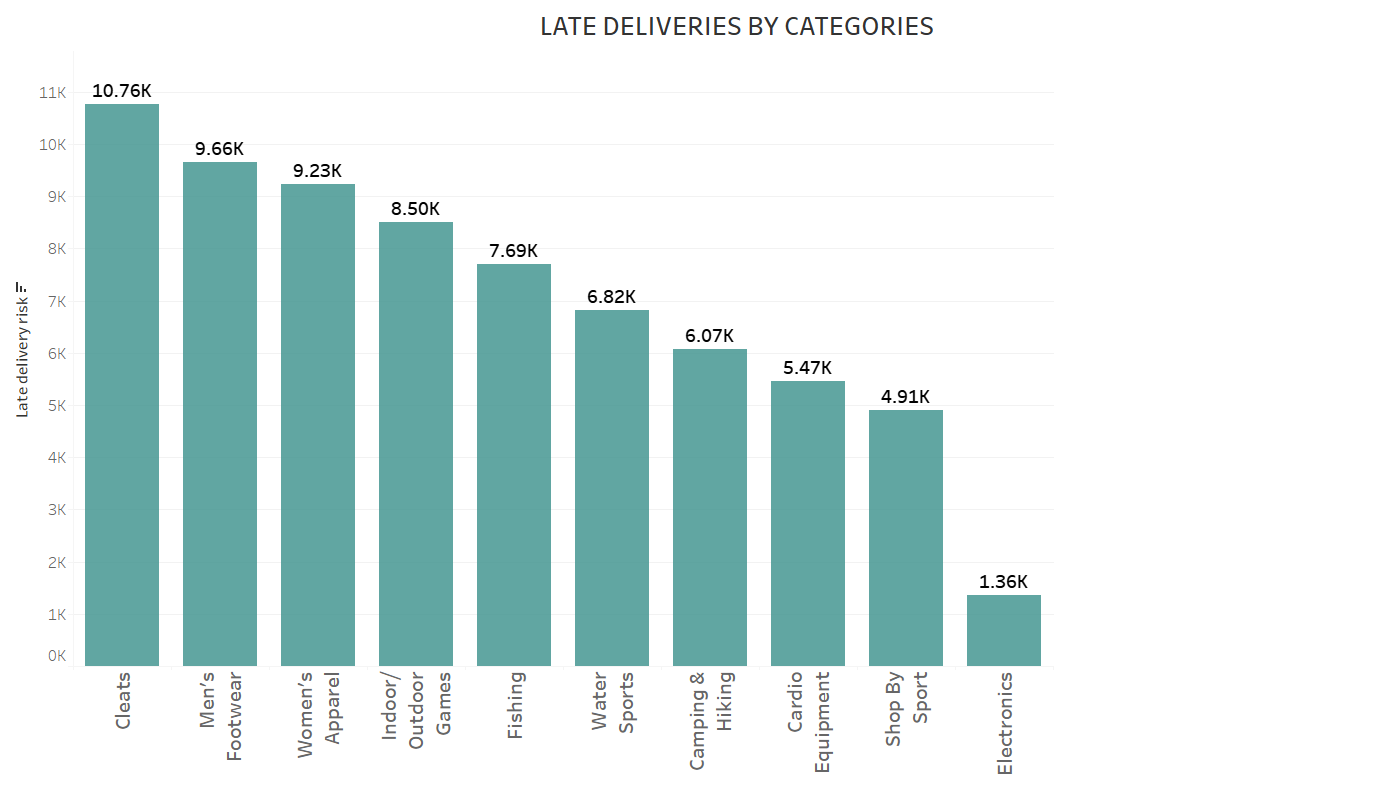 LATE DELIVERIES BY CATEGORIES
Late delivery risk
11K
10K
9K
8K
7K
6K
5K
4K
3K
2K
1K
0K
10.76K
9.66K
9.23K
8.50K
7.69K
6.82K
6.07K
5.47K
4.91K
1.36K
Cleats
Men’s
Footwear
Women’s
Apparel
Indoor/
Outdoor
Games
Fishing
Water
Sports
Camping &
Hiking
Cardio
Equipment
Shop By
Sport
Electronics